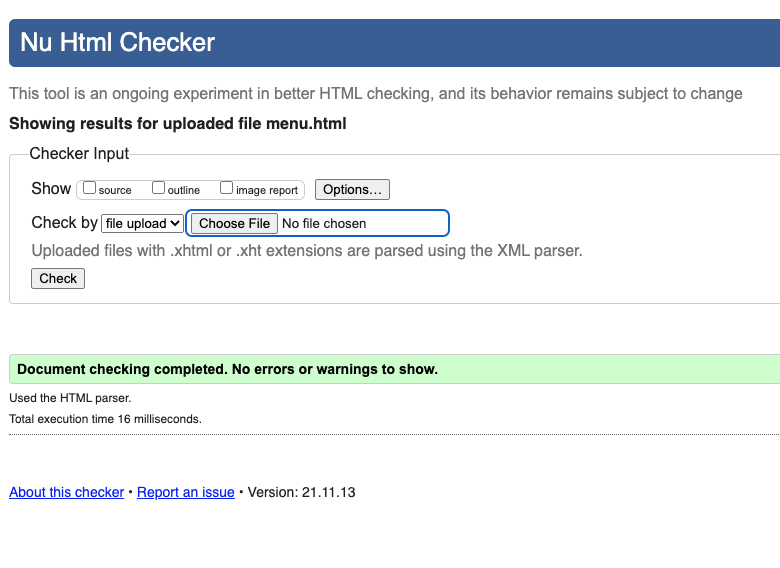 Nu Html Checker
This tool is an ongoing experiment in better HTML checking, and its behavior remains subject to change
Showing results for uploaded file menu.html
Checker Input
Show source outline image report Options...
Check by file upload Choose File No file chosen
Uploaded files with .xhtml or .xht extensions are parsed using the XML parser.
Check
Document checking completed. No errors or warnings to show.
Used the HTML parser.
Total execution time 16 milliseconds.
About this checker • Report an issue • Version: 21.11.13